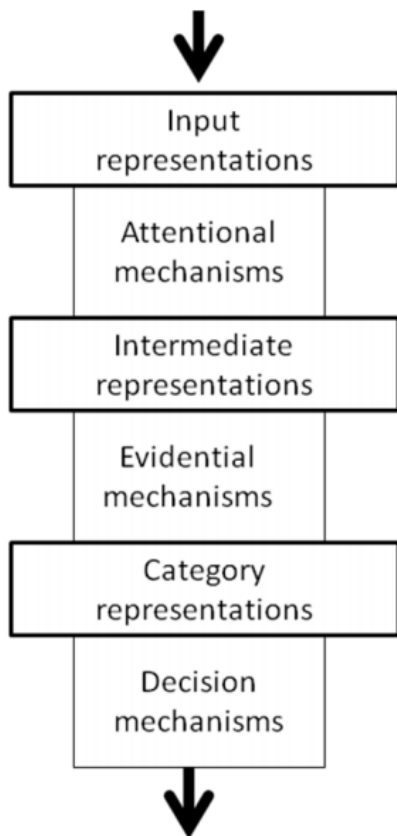 Input
representations
Attentional
mechanisms
Intermediate
representations
Evidential
mechanisms
Category
representations
Decision
mechanisms